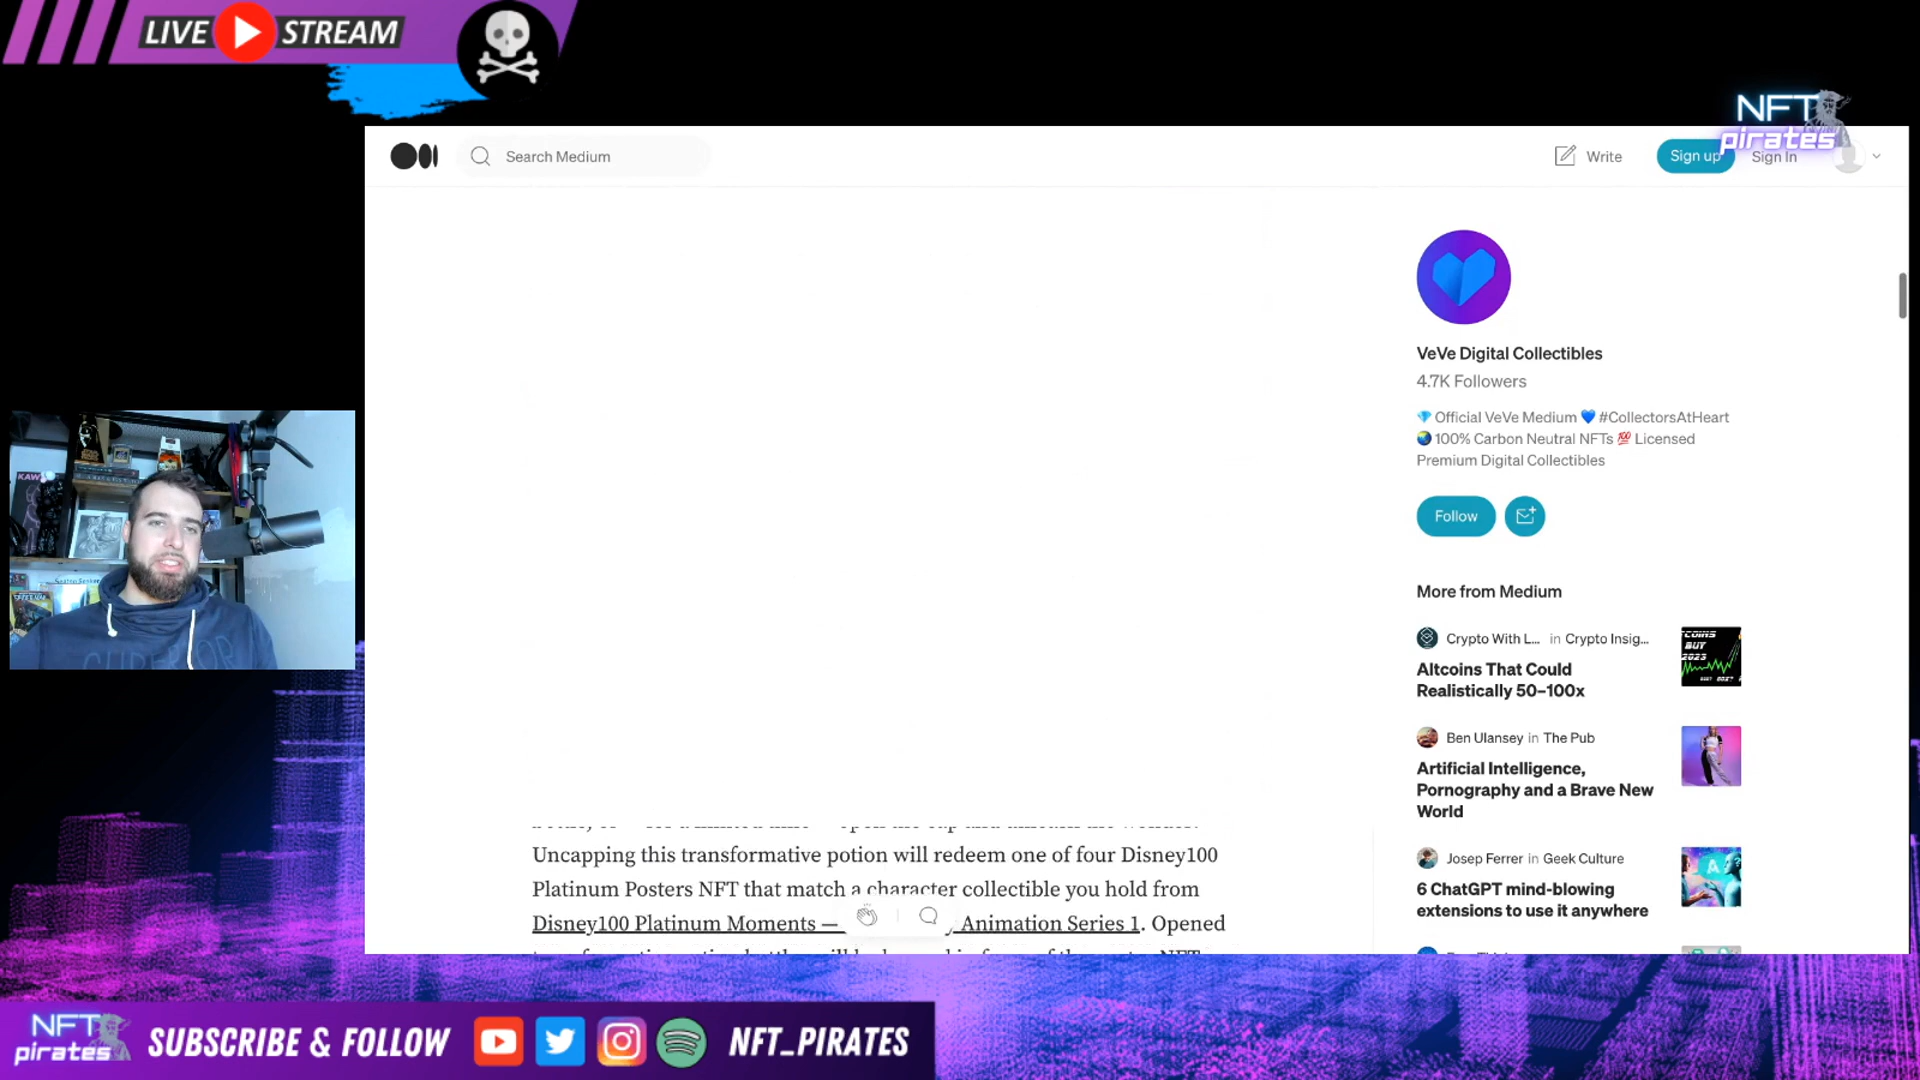 LIVE STREAM
NFT
pirates
Search Medium
Write
Sign up
Sign In
VeVe Digital Collectibles
4.7K Followers
Official VeVe Medium 💙 #CollectorsAtHeart
100% Carbon Neutral NFTs 💯 Licensed
Premium Digital Collectibles
Follow
More from Medium
Crypto With L... in Crypto Insig...
Altcoins That Could
Realistically 50–100x
COINS
BUY
2023
Ben Ulansey in The Pub
Artificial Intelligence,
Pornography and a Brave New
World
Josep Ferrer in Geek Culture
6 ChatGPT mind-blowing
extensions to use it anywhere
Uncapping this transformative potion will redeem one of four Disney100
Platinum Posters NFT that match a character collectible you hold from
Disney100 Platinum Moments — Animation Series 1. Opened
KAW
SUPERIOR
NFT
pirates
SUBSCRIBE & FOLLOW
NFT_PIRATES